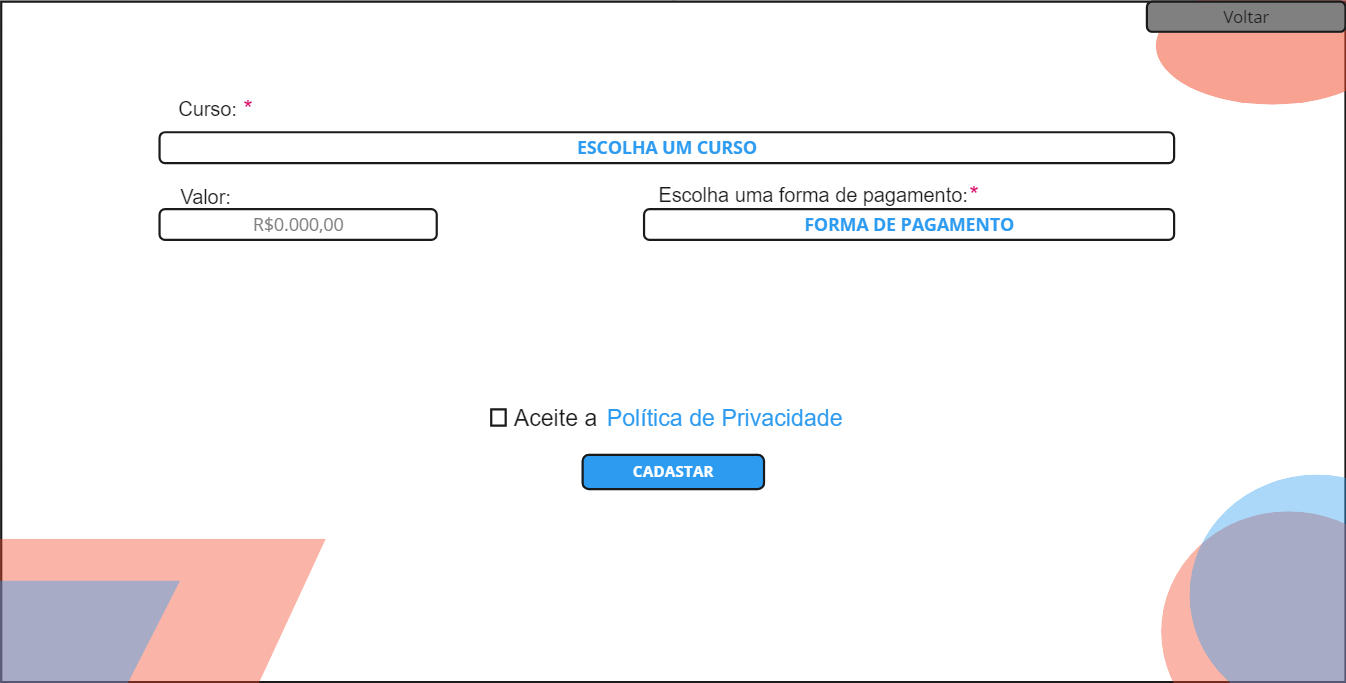 Voltar
Curso: *
ESCOLHA UM CURSO
Valor:
Escolha uma forma de pagamento:*
R$0.000,00
FORMA DE PAGAMENTO
Aceite a Política de Privacidade
CADASTAR